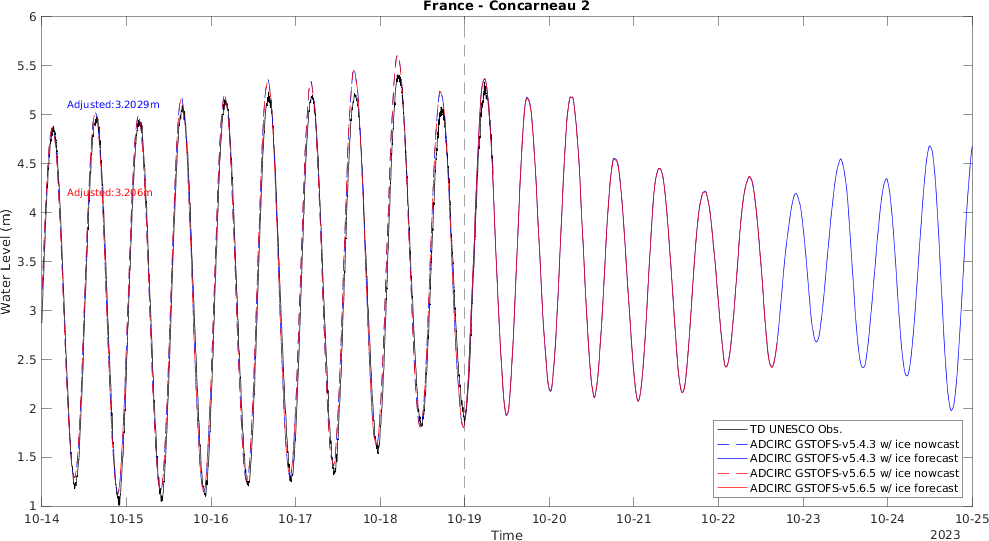 France - Concarneau 2
6
5.5
5
4.5
4
3.5
3
2.5
2
1.5
1
Water Level (m)
Adjusted:3.2029m
Adjusted:3.206m
TD UNESCO Obs.
ADCIRC GSTOFS-v5.4.3 w/ ice nowcast
ADCIRC GSTOFS-v5.4.3 w/ ice forecast
ADCIRC GSTOFS-v5.6.5 w/ ice nowcast
ADCIRC GSTOFS-v5.6.5 w/ ice forecast
10-14 10-15 10-16 10-17 10-18 10-19 10-20 10-21 10-22 10-23 10-24 10-25
Time
2023